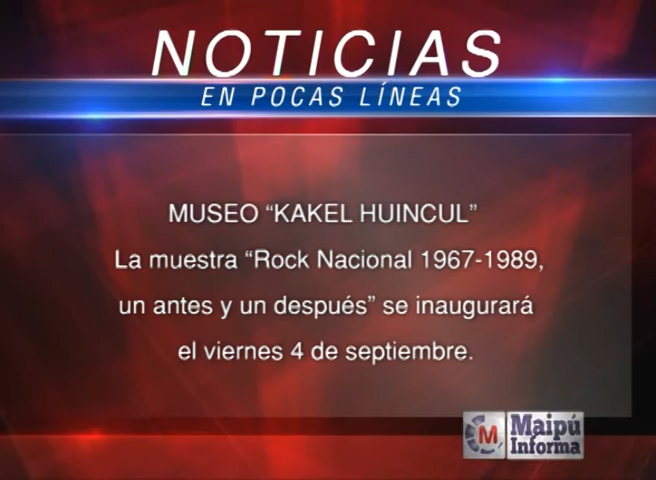 NOTICIAS
EN POCAS LÍNEAS
MUSEO “KAKEL HUINCUL”
La muestra “Rock Nacional 1967-1989,
un antes y un después” se inaugurará
el viernes 4 de septiembre.
M Maipú
Informa